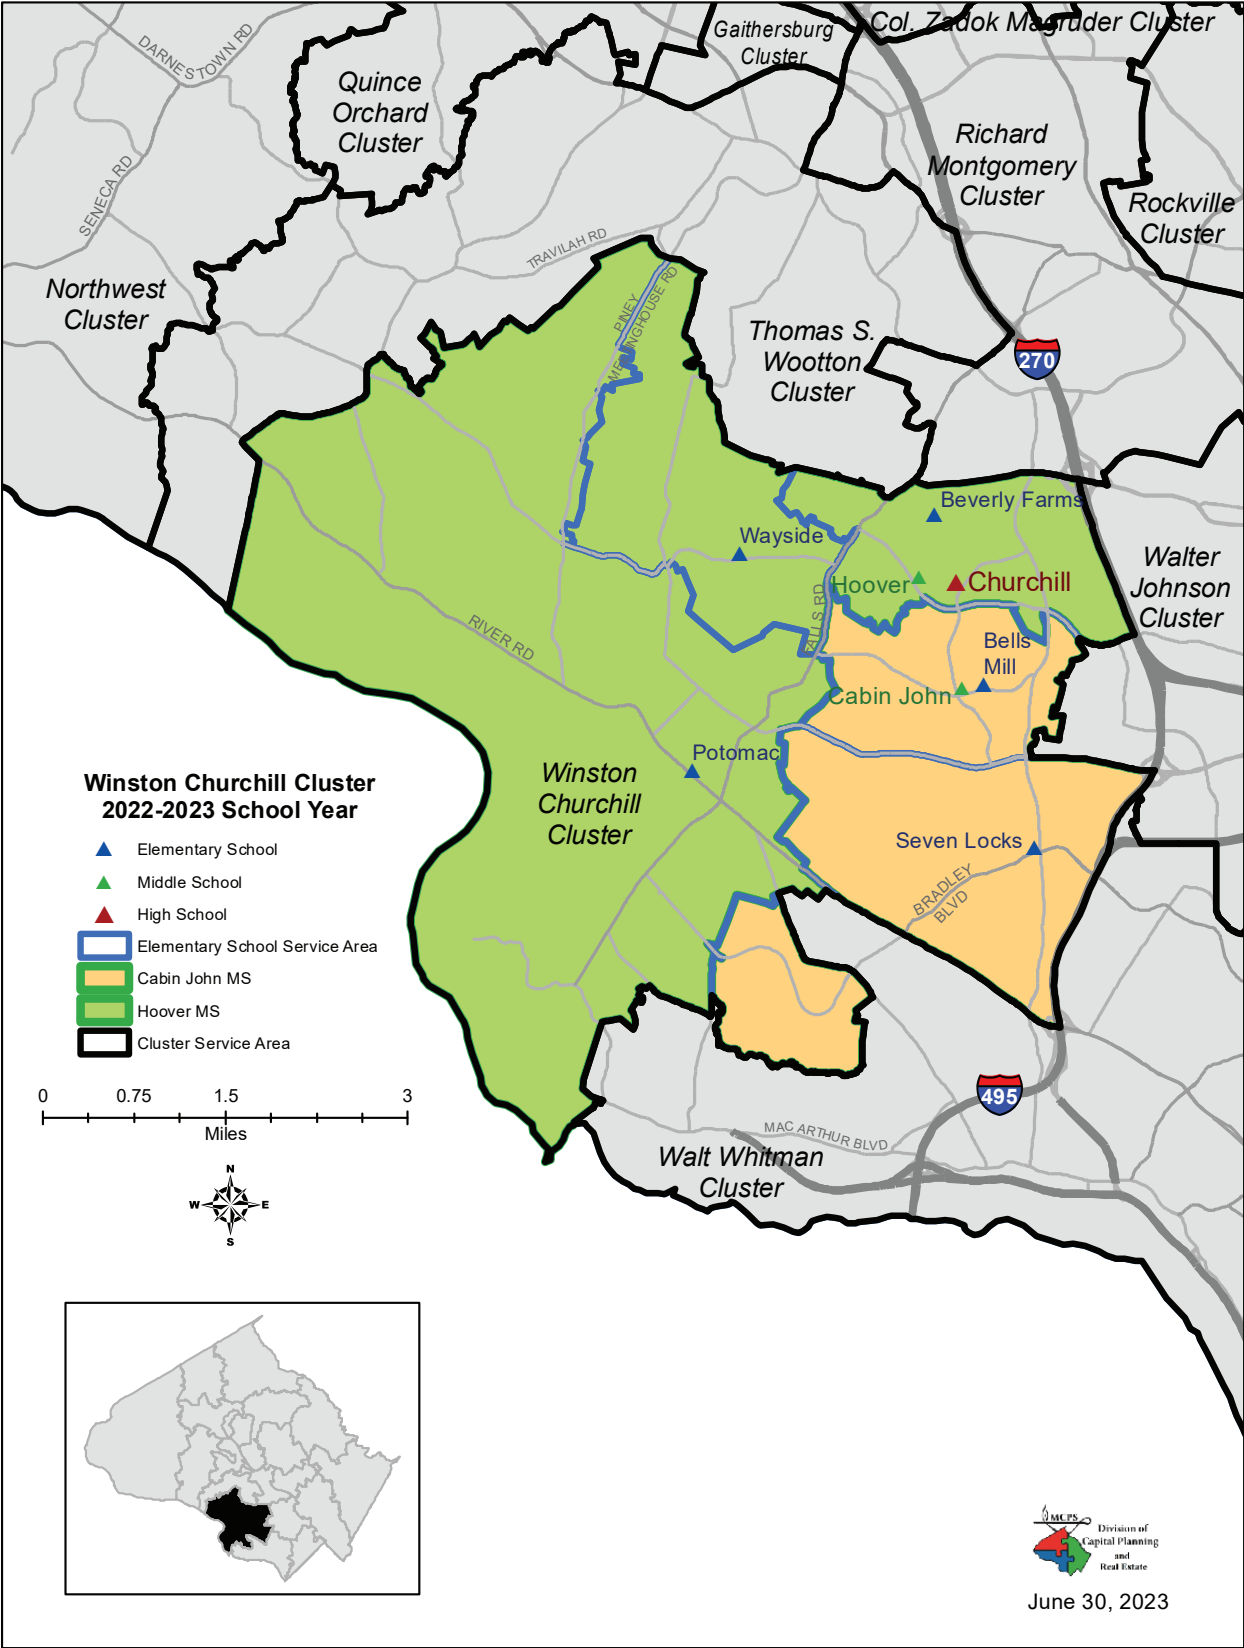 Gaithersburg
Cluster
Col. Zadok Magruder Cluster
DARNESTOWN RD
Quince
Orchard
Cluster
Richard
Montgomery
Cluster
SENECA RD
Rockville
Cluster
TRAVILAH RD
Northwest
Cluster
PINEY
MEETINGHOUSE RD
Thomas S.
Wootton
Cluster
270
Beverly Farms
Wayside
Walter
Johnson
Cluster
Hoover
Churchill
FALLS RD
RIVER RD
Bells
Mill
Cabin John
Potomac
Winston
Churchill
Cluster
Seven Locks
BRADLEY
BLVD
Winston Churchill Cluster
2022-2023 School Year
Elementary School
Middle School
High School
Elementary School Service Area
Cabin John MS
Hoover MS
Cluster Service Area
0 0.75 1.5 3
Miles
N
W E
S
495
MAC ARTHUR BLVD
Walt Whitman
Cluster
MCPS
Division of
Capital Planning
and
Real Estate
June 30, 2023